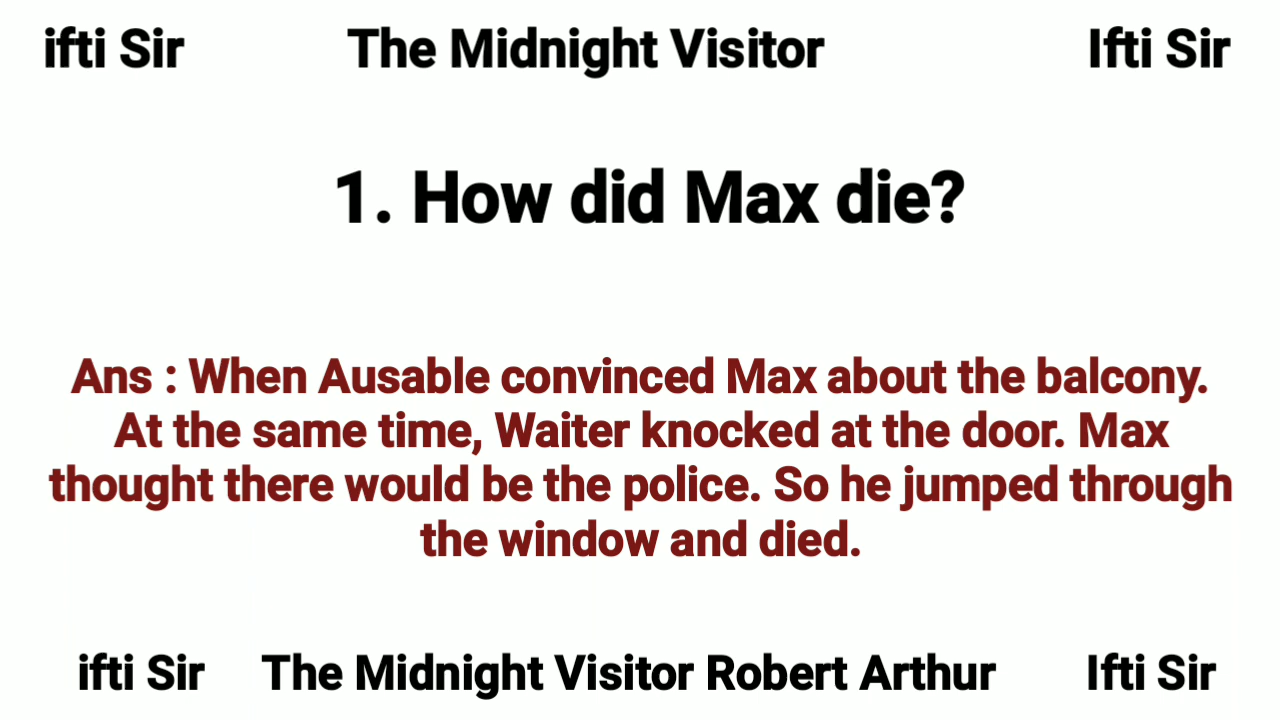 ifti Sir The Midnight Visitor Ifti Sir
1. How did Max die?
Ans : When Ausable convinced Max about the balcony.
At the same time, Waiter knocked at the door. Max
thought there would be the police. So he jumped through
the window and died.
ifti Sir The Midnight Visitor Robert Arthur Ifti Sir